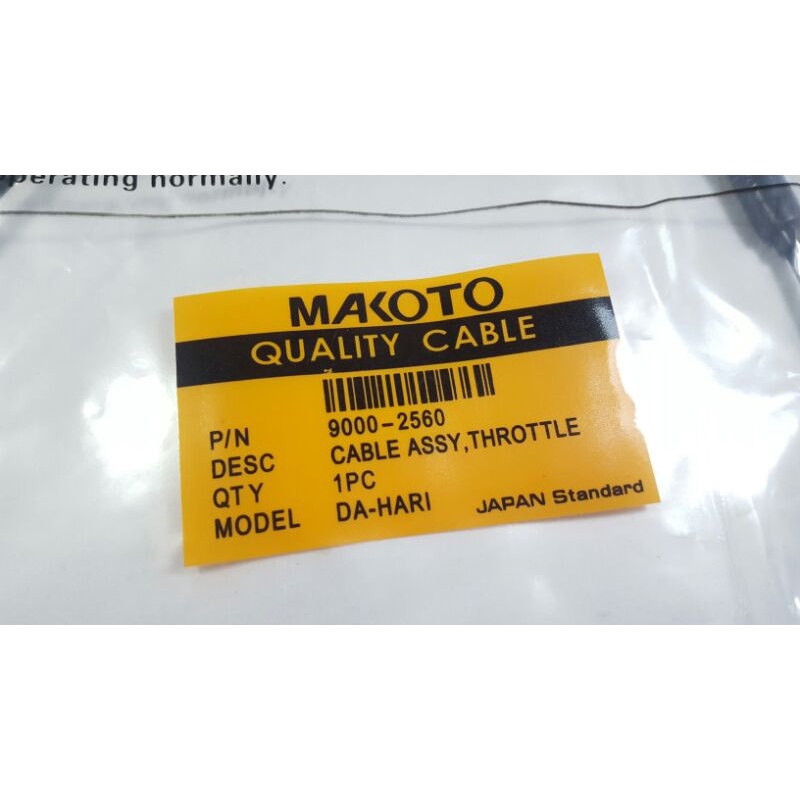 operating normally.
MAKOTO
QUALITY CABLE
P/N 9000-2560
DESC CABLE ASSY,THROTTLE
QTY 1PC
MODEL DA-HARI
JAPAN Standard